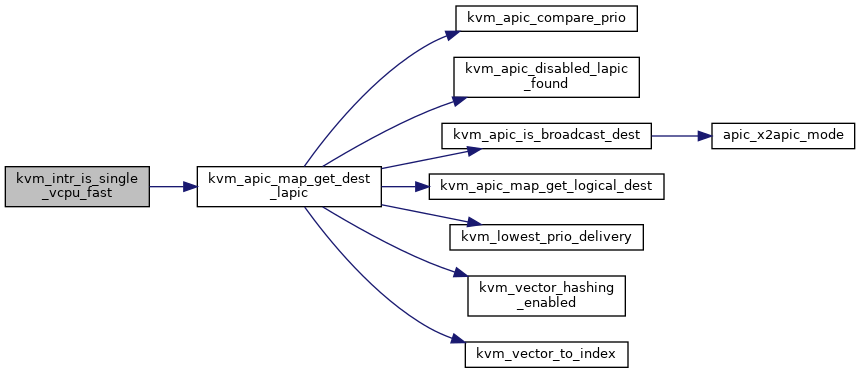 kvm_intr_is_single
_vcpu_fast
kvm_apic_map_get_dest
_lapic
kvm_apic_compare_prio
kvm_apic_disabled_lapic
_found
kvm_apic_is_broadcast_dest
apic_x2apic_mode
kvm_apic_map_get_logical_dest
kvm_lowest_prio_delivery
kvm_vector_hashing
_enabled
kvm_vector_to_index